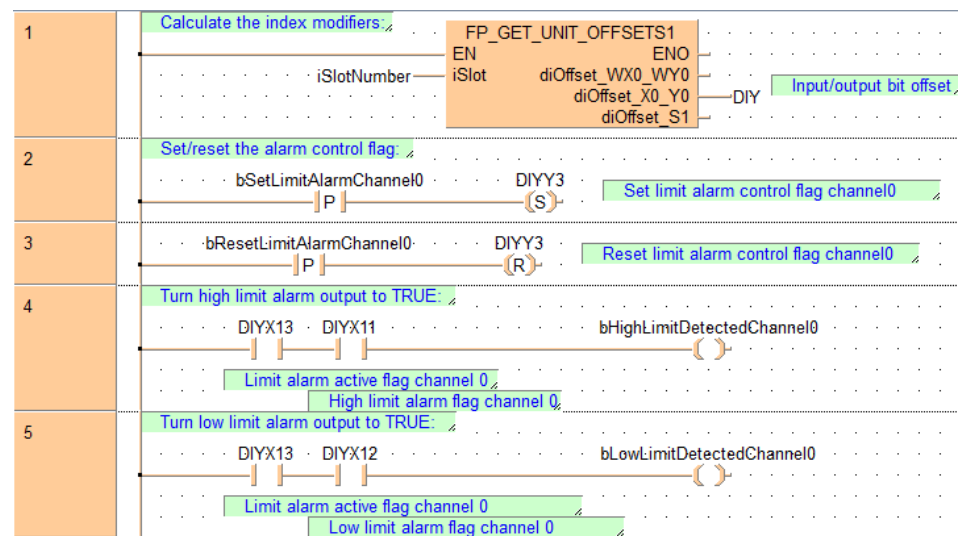 1
Calculate the index modifiers:
FP_GET_UNIT_OFFSETS1
EN ENO
iSlotNumber iSlot diOffset_WX0_WY0
diOffset_X0_Y0 DIY Input/output bit offset
diOffset_S1
2
Set/reset the alarm control flag:
bSetLimitAlarmChannel0 DIYY3
P (S) Set limit alarm control flag channel0
3
bResetLimitAlarmChannel0 DIYY3
P (R) Reset limit alarm control flag channel0
4
Turn high limit alarm output to TRUE:
DIYX13 DIYX11 bHighLimitDetectedChannel0
Limit alarm active flag channel 0
High limit alarm flag channel 0
5
Turn low limit alarm output to TRUE:
DIYX13 DIYX12 bLowLimitDetectedChannel0
Limit alarm active flag channel 0
Low limit alarm flag channel 0